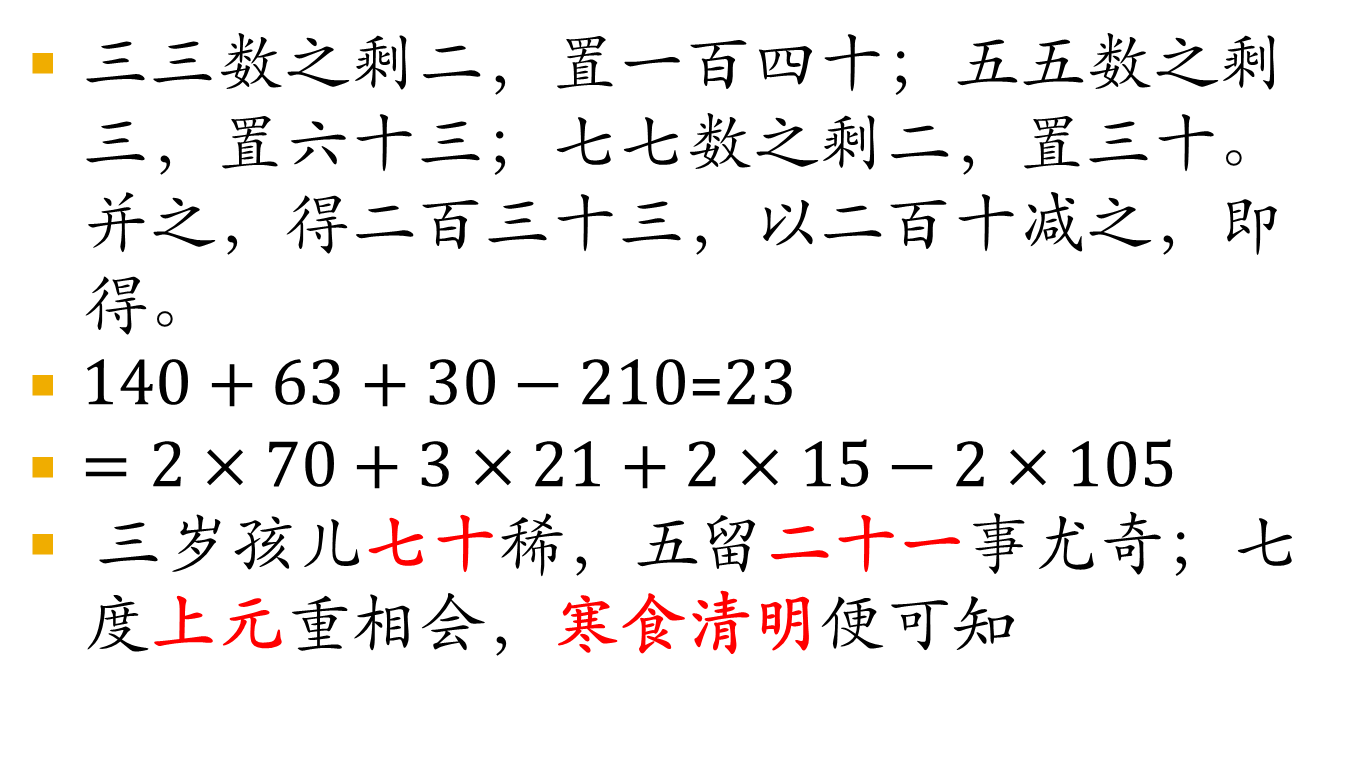 三三数之剩二，置一百四十；五五数之剩
三，置六十三；七七数之剩二，置三十。
并之，得二百三十三，以二百十减之，即
得。
140 + 63 + 30 − 210=23
= 2 × 70 + 3 × 21 + 2 × 15 − 2 × 105
三岁孩儿七十稀，五留二十一事尤奇；七
度上元重相会，寒食清明便可知